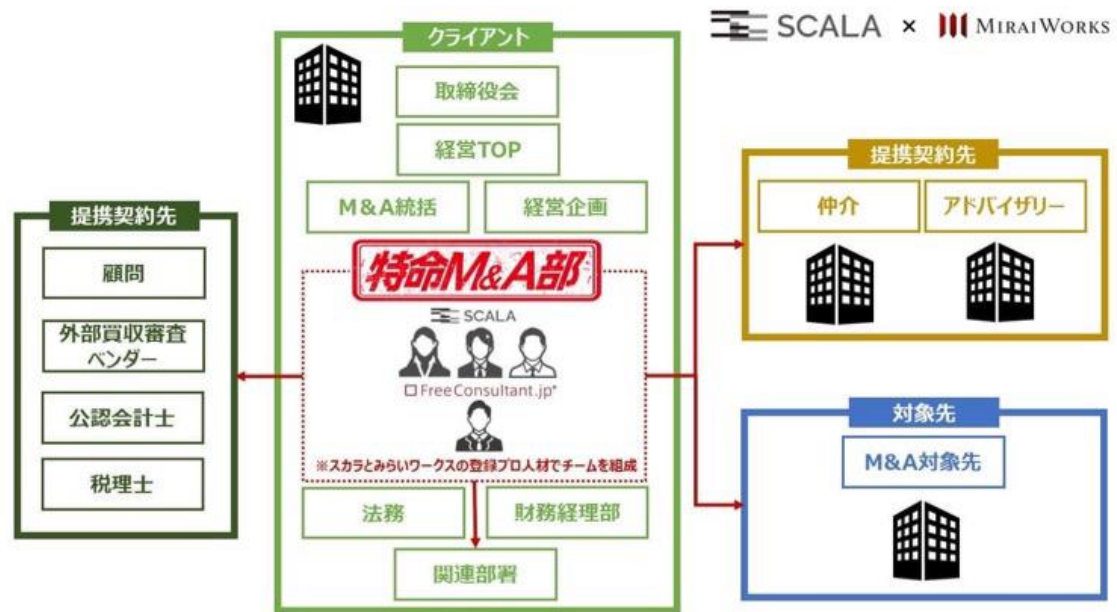 SCALA × MIRAIWORKS
クライアント
取締役会
経営TOP
M&A統括
経営企画
特命M&A部
SCALA
FreeConsultant.jp*
※スカラとみらいワークスの登録プロ人材でチームを組成
法務
財務経理部
関連部署
提携契約先
顧問
外部買収審査
ベンダー
公認会計士
税理士
提携契約先
仲介
アドバイザリー
対象先
M&A対象先